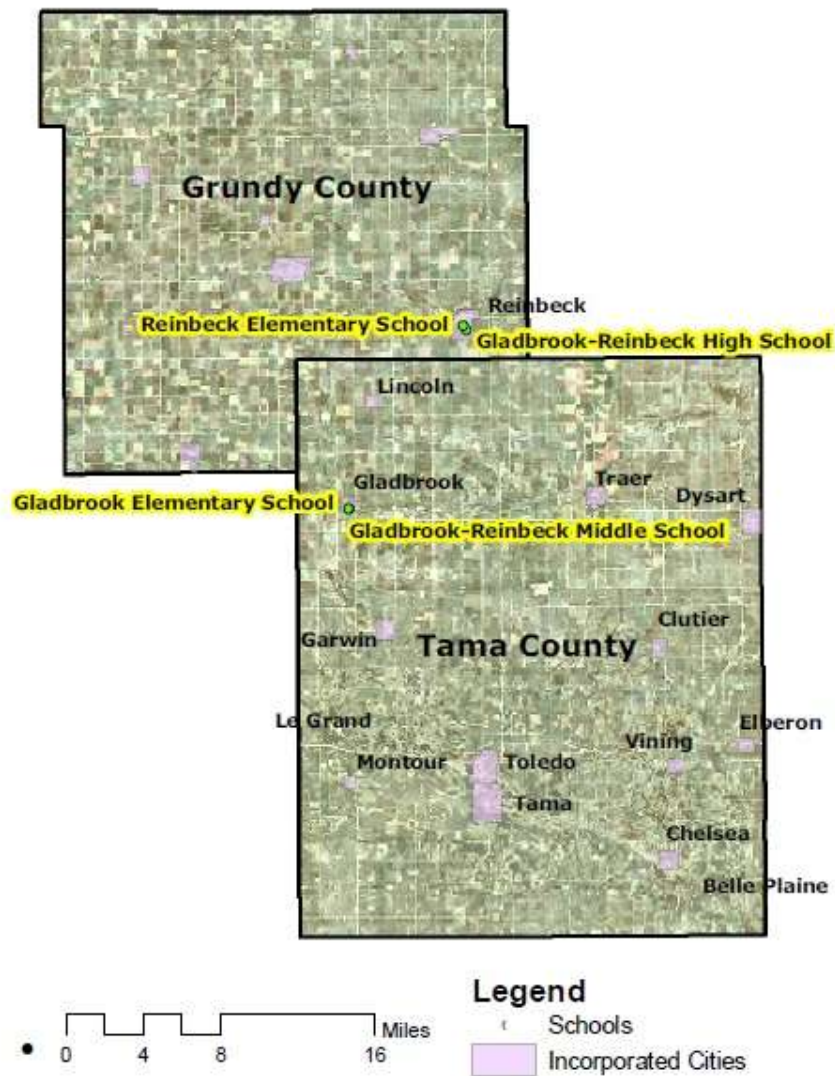 Grundy County
Reinbeck
Reinbeck Elementary School
Gladbrook-Reinbeck High School
Lincoln
Gladbrook
Traer
Dysart
Gladbrook Elementary School
Gladbrook-Reinbeck Middle School
Clutier
Garwin
Tama County
Le Grand
Elberon
Vining
Montour
Toledo
Tama
Chelsea
Belle Plaine
Legend
Schools
Incorporated Cities
Miles
0 4 8 16